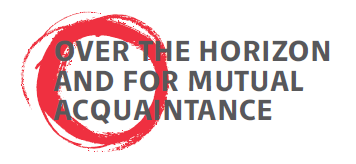 OVER THE HORIZON
AND FOR MUTUAL
ACQUAINTANCE